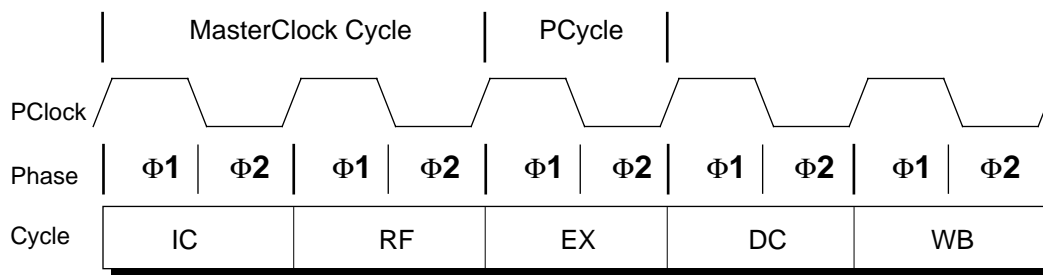 MasterClock Cycle PCycle
PClock
Phase Φ1 Φ2 Φ1 Φ2 Φ1 Φ2 Φ1 Φ2 Φ1 Φ2
Cycle IC RF EX DC WB